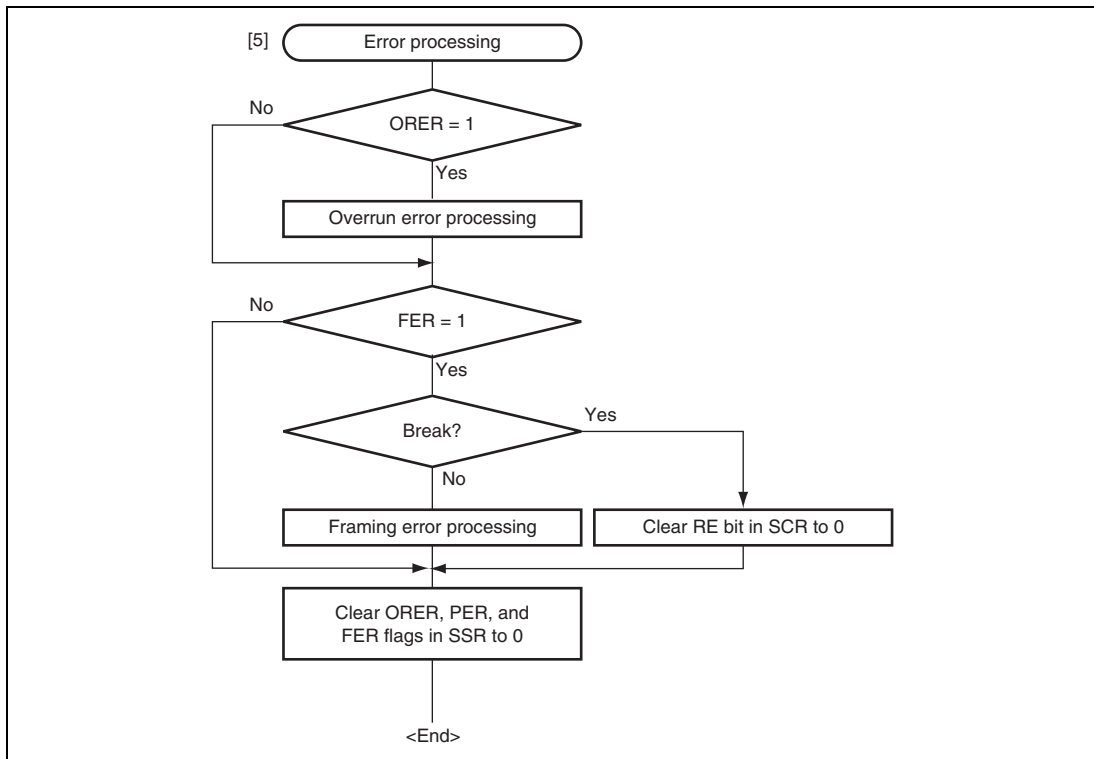 [5] Error processing
No
ORER = 1
Yes
Overrun error processing
No
FER = 1
Yes
Yes
Break?
No
Framing error processing
Clear RE bit in SCR to 0
Clear ORER, PER, and
FER flags in SSR to 0
<End>